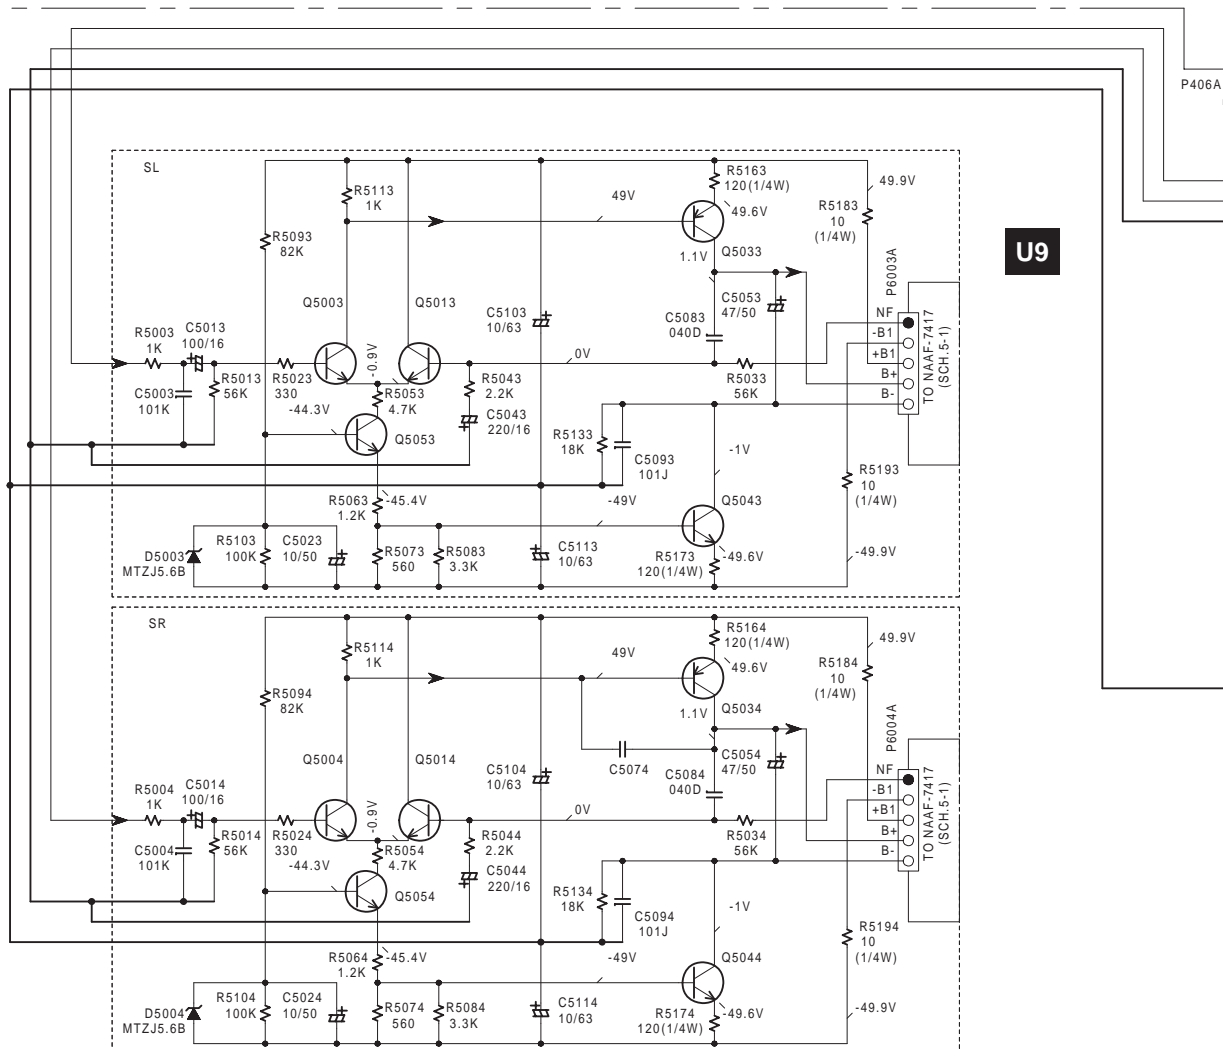 P406A
SL
R5113
1K
R5093
82K
Q5003
Q5013
C5103
10/63
49V
R5163
120(1/4W)
49.6V
Q5033
1.1V
R5183
10
(1/4W)
49.9V
U9
P6003A
C5053
47/50
C5083
040D
NF
-B1
+B1
B+
B-
TO NAAF-7417
(SCH.5-1)
R5003
1K
C5013
100/16
C5003
101K
R5013
56K
R5023
330
-0.9V
R5053
4.7K
R5043
2.2K
0V
R5033
56K
-44.3V
Q5053
C5043
220/16
R5133
18K
C5093
101J
-1V
R5193
10
(1/4W)
R5063
1.2K
-45.4V
-49V
Q5043
D5003
MTZJ5.6B
R5103
100K
C5023
10/50
R5073
560
R5083
3.3K
C5113
10/63
R5173
120(1/4W)
-49.6V
-49.9V
SR
R5114
1K
R5094
82K
Q5004
Q5014
C5104
10/63
49V
R5164
120(1/4W)
49.6V
Q5034
1.1V
R5184
10
(1/4W)
49.9V
P6004A
C5074
C5054
47/50
C5084
040D
NF
-B1
+B1
B+
B-
TO NAAF-7417
(SCH.5-1)
R5004
1K
C5014
100/16
C5004
101K
R5014
56K
R5024
330
-0.9V
R5054
4.7K
R5044
2.2K
0V
R5034
56K
-44.3V
Q5054
C5044
220/16
R5134
18K
C5094
101J
-1V
R5194
10
(1/4W)
R5064
1.2K
-45.4V
-49V
Q5044
D5004
MTZJ5.6B
R5104
100K
C5024
10/50
R5074
560
R5084
3.3K
C5114
10/63
R5174
120(1/4W)
-49.6V
-49.9V